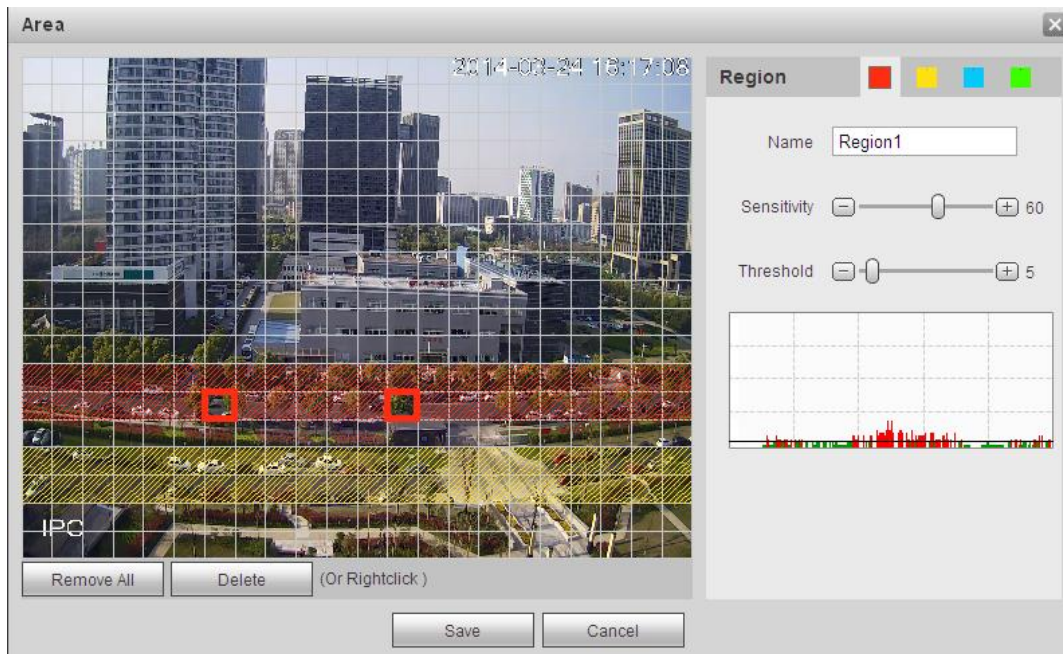 Area
2014-03-24 16:17:08
Region
Name Region1
Sensitivity 60
Threshold 5
IPC
Remove All Delete (Or Rightclick )
Save Cancel